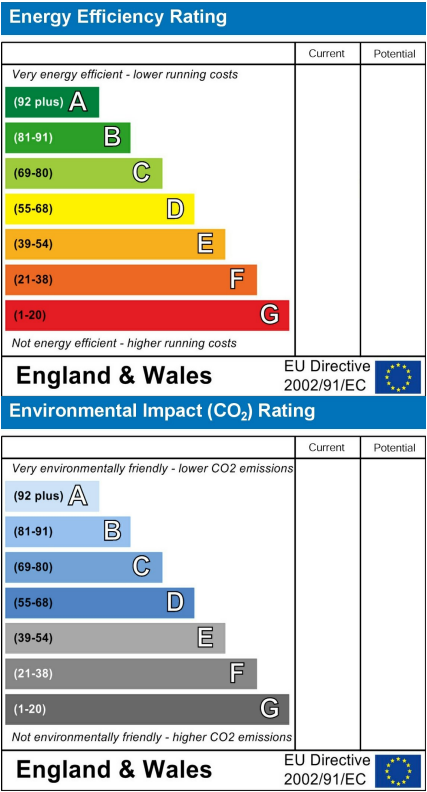 Energy Efficiency Rating
Current Potential
Very energy efficient - lower running costs
(92 plus) A
(81-91) B
(69-80) C
(55-68) D
(39-54) E
(21-38) F
(1-20) G
Not energy efficient - higher running costs
England & Wales
EU Directive
2002/91/EC
Environmental Impact (CO₂) Rating
Current Potential
Very environmentally friendly - lower CO2 emissions
(92 plus) A
(81-91) B
(69-80) C
(55-68) D
(39-54) E
(21-38) F
(1-20) G
Not environmentally friendly - higher CO2 emissions
England & Wales
EU Directive
2002/91/EC